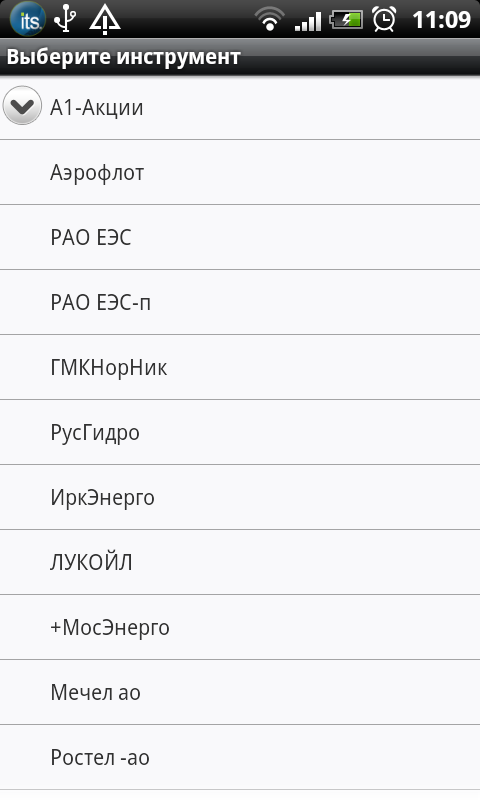 its.
11:09
Выберите инструмент
А1-Акции
Аэрофлот
РАО ЕЭС
РАО ЕЭС-п
ГМКНорНик
РусГидро
ИркЭнерго
ЛУКОЙЛ
+МосЭнерго
Мечел ао
Ростел -ао